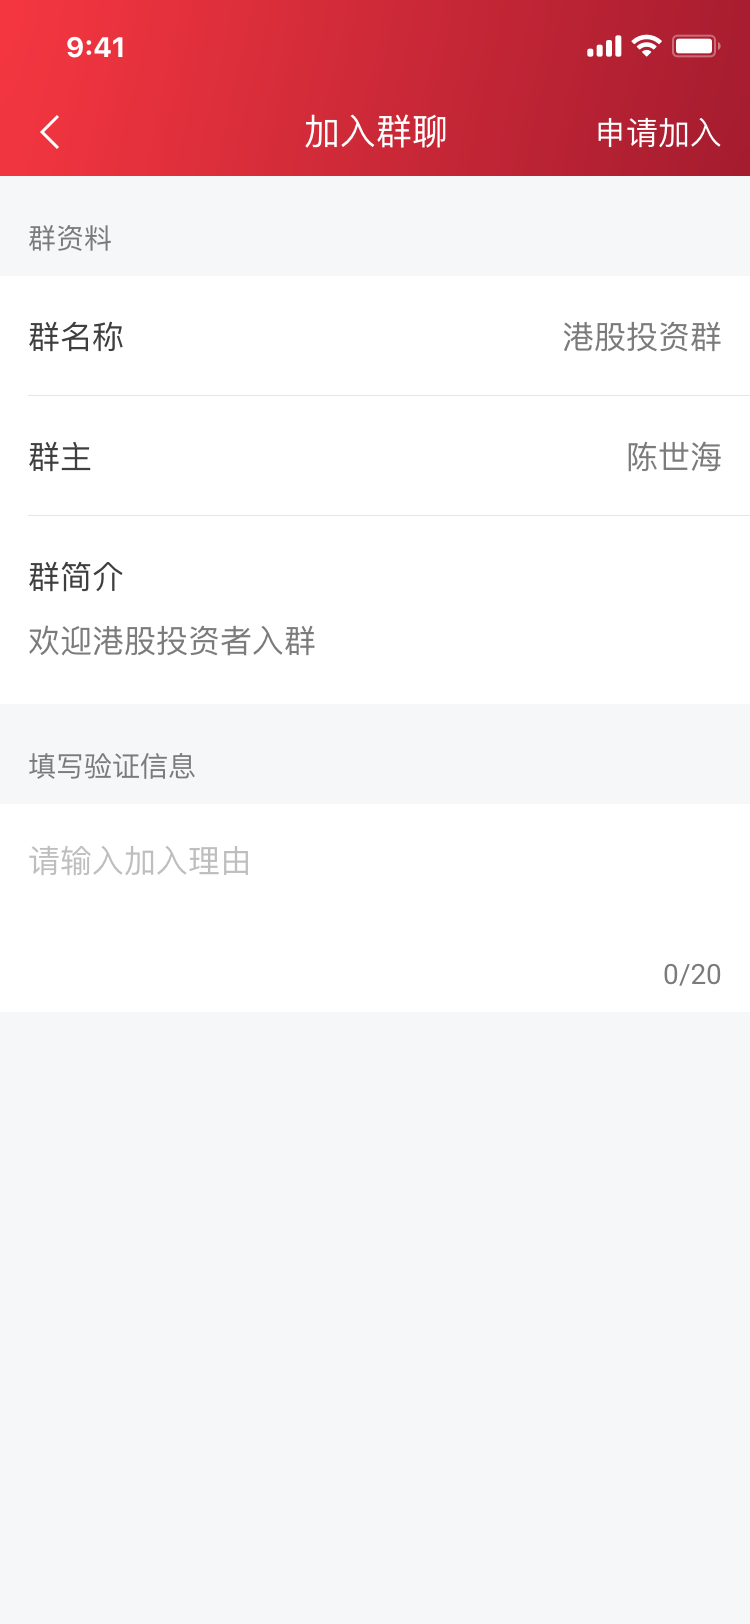 9:41
加入群聊 申请加入
群资料
群名称 港股投资群
群主 陈世海
群简介
欢迎港股投资者入群
填写验证信息
请输入加入理由
0/20